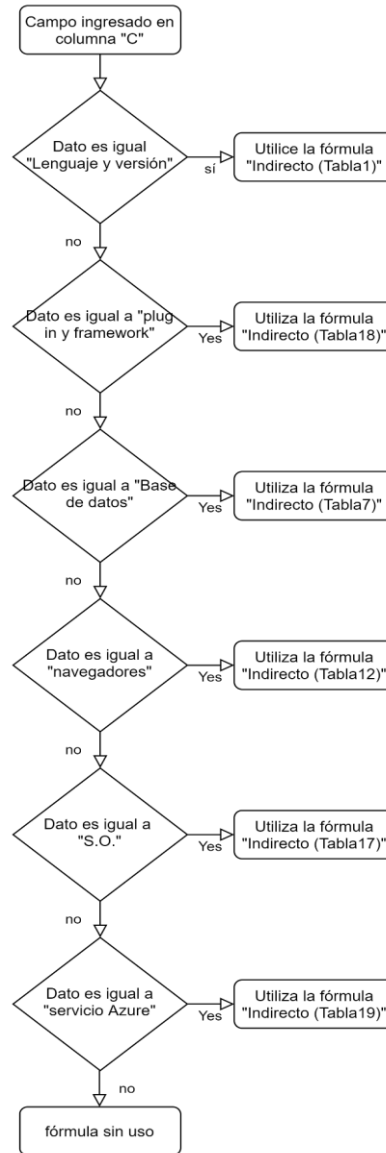 Campo ingresado en
columna "C"
Dato es igual
"Lenguaje y versión"
sí
Utilice la fórmula
"Indirecto (Tabla1)"
no
Dato es igual a "plug
in y framework"
Yes
Utiliza la fórmula
"Indirecto (Tabla18)"
no
Dato es igual a "Base
de datos"
Yes
Utiliza la fórmula
"Indirecto (Tabla7)"
no
Dato es igual a
"navegadores"
Yes
Utiliza la fórmula
"Indirecto (Tabla12)"
no
Dato es igual a
"S.O."
Yes
Utiliza la fórmula
"Indirecto (Tabla17)"
no
Dato es igual a
"servicio Azure"
Yes
Utiliza la fórmula
"Indirecto (Tabla19)"
no
fórmula sin uso